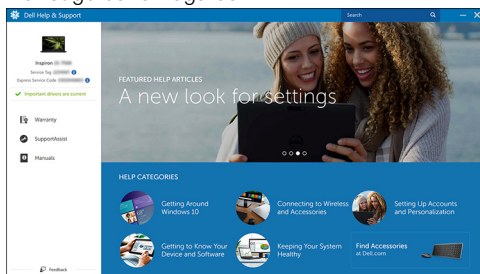 Dell Help & Support
Search
Inspiron
Service Tag
Express Service Code
Important drivers are current
Warranty
SupportAssist
Manuals
Feedback
FEATURED HELP ARTICLES
A new look for settings
HELP CATEGORIES
Getting Around
Windows 10
Connecting to Wireless
and Accessories
Setting Up Accounts
and Personalization
Getting to Know Your
Device and Software
Keeping Your System
Healthy
Find Accessories
at Dell.com